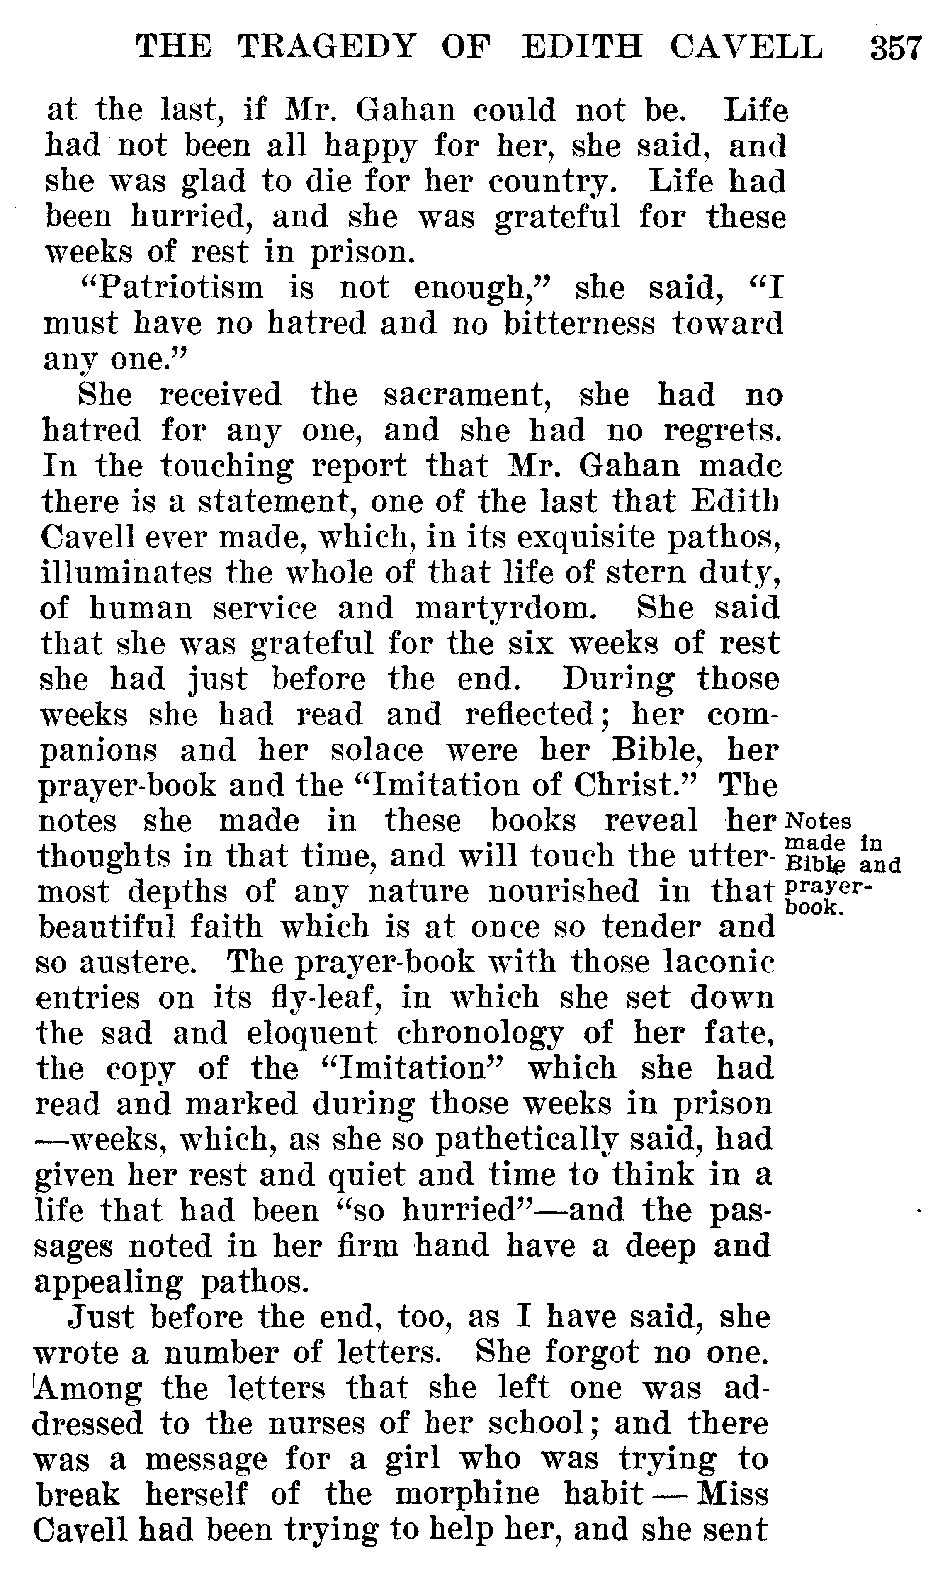 THE TRAGEDY OF EDITH CAVELL 357
at the last, if Mr. Gahan could not be. Life
had not been all happy for her, she said, and
she was glad to die for her country. Life had
been hurried, and she was grateful for these
weeks of rest in prison.
“Patriotism is not enough,” she said, “I
must have no hatred and no bitterness toward
any one.”
She received the sacrament, she had no
hatred for any one, and she had no regrets.
In the touching report that Mr. Gahan made
there is a statement, one of the last that Edith
Cavell ever made, which, in its exquisite pathos,
illuminates the whole of that life of stern duty,
of human service and martyrdom. She said
that she was grateful for the six weeks of rest
she had just before the end. During those
weeks she had read and reflected; her com-
panions and her solace were her Bible, her
prayer-book and the “Imitation of Christ.” The
notes she made in these books reveal her
thoughts in that time, and will touch the utter-
most depths of any nature nourished in that
beautiful faith which is at once so tender and
so austere. The prayer-book with those laconic
entries on its fly-leaf, in which she set down
the sad and eloquent chronology of her fate,
the copy of the “Imitation” which she had
read and marked during those weeks in prison
—weeks, which, as she so pathetically said, had
given her rest and quiet and time to think in a
life that had been “so hurried”—and the pas-
sages noted in her firm hand have a deep and
appealing pathos.
Just before the end, too, as I have said, she
wrote a number of letters. She forgot no one.
Among the letters that she left one was ad-
dressed to the nurses of her school; and there
was a message for a girl who was trying to
break herself of the morphine habit — Miss
Cavell had been trying to help her, and she sent
Notes
made in
Bible and
prayer-
book.